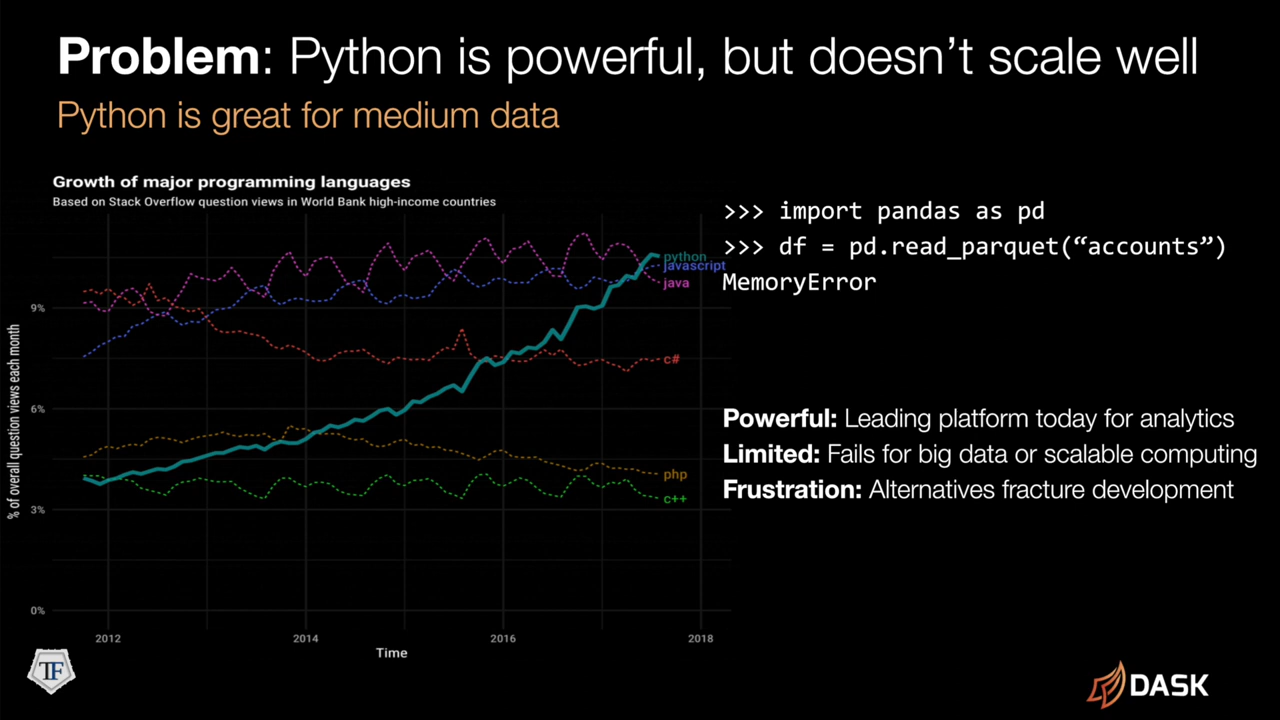 Problem: Python is powerful, but doesn’t scale well
Python is great for medium data
Growth of major programming languages
Based on Stack Overflow question views in World Bank high-income countries
% of overall question views each month
9%
6%
3%
0%
python
javascript
java
c#
php
c++
2012
2014
2016
2018
Time
>>> import pandas as pd
>>> df = pd.read_parquet(“accounts”)
MemoryError
Powerful: Leading platform today for analytics
Limited: Fails for big data or scalable computing
Frustration: Alternatives fracture development
TF
DASK